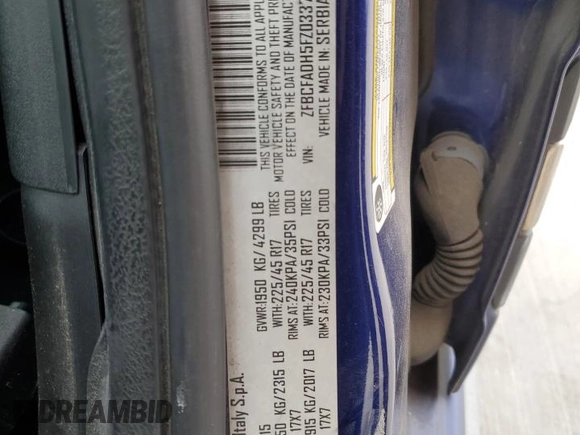 Italy S.p.A.
15
GVWR:1950 KG/4299 LB
50 KG/2315 LB WITH:225/45 R17 TIRES
17X7 RIMS AT:240KPA/35PSI COLD
915 KG/2017 LB WITH:225/45 R17 TIRES
17X7 RIMS AT:230KPA/33PSI COLD
THIS VEHICLE CONFORMS TO ALL APPLI
MOTOR VEHICLE SAFETY AND THEFT PR
EFFECT ON THE DATE OF MANUFACTUR
VIN: ZFBCFADH5FZ0332
VEHICLE MADE IN: SERBIA
DREAMBID